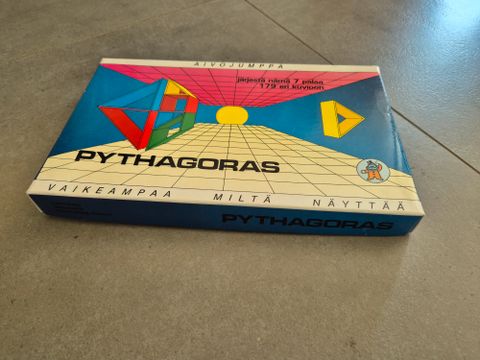 AIVOJUMPPA
järjestä nämä 7 palaa
179 eri kuvioon
PYTHAGORAS
VAIKEAMPAA MILTÄ NÄYTTÄÄ
PYTHAGORAS